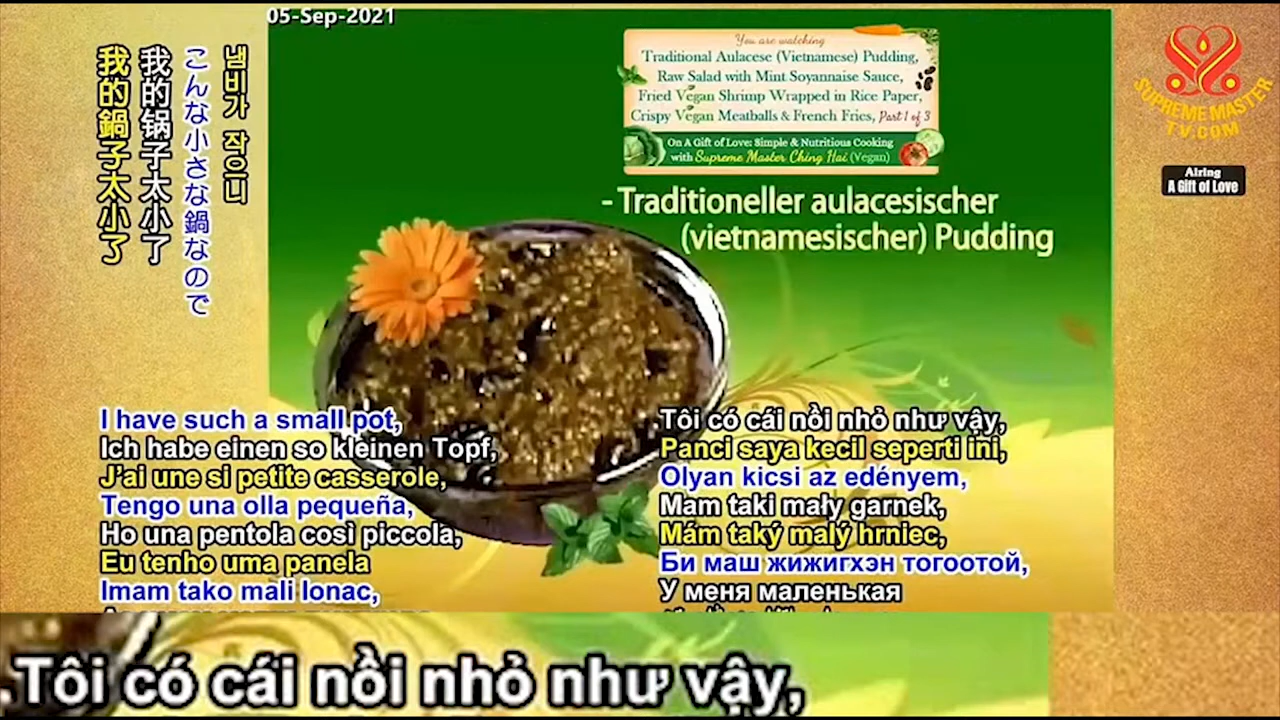 05-Sep-2021
You are watching
Traditional Aulacese (Vietnamese) Pudding,
Raw Salad with Mint Soyannaise Sauce,
Fried Vegan Shrimp Wrapped in Rice Paper,
Crispy Vegan Meatballs & French Fries, Part 1 of 3
On A Gift of Love: Simple & Nutritious Cooking
with Supreme Master Ching Hai (Vegan)
SUPREME MASTER
TV.COM
Airing
A Gift of Love
- Traditioneller aulacesischer
(vietnamesischer) Pudding
냄비가 작으니
こんな小さな鍋なので
我的锅子太小了
我的鍋子太小了
I have such a small pot,
Ich habe einen so kleinen Topf,
J'ai une si petite casserole,
Tengo una olla pequeña,
Ho una pentola così piccola,
Eu tenho uma panela
Imam tako mali lonac,
Tôi có cái nồi nhỏ như vậy,
Panci saya kecil seperti ini,
Olyan kicsi az edényem,
Mam taki mały garnek,
Mám taký malý hrniec,
Би маш жижигхэн тогоотой,
У меня маленькая
Tôi có cái nồi nhỏ như vậy,